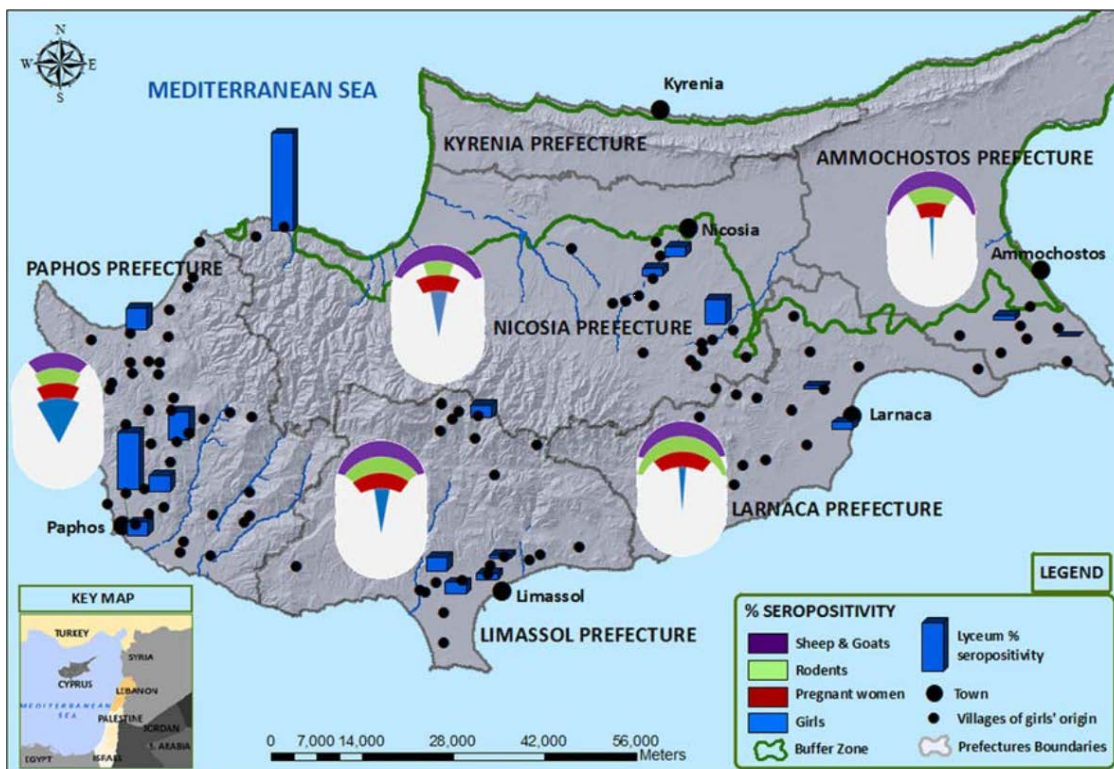 N
W
E
S
MEDITERRANEAN SEA
Kyrenia
KYRENIA PREFECTURE
AMMOCHOSTOS PREFECTURE
Nicosia
Ammochostos
PAPHOS PREFECTURE
NICOSIA PREFECTURE
Larnaca
LARNACA PREFECTURE
Paphos
Limassol
LIMASSOL PREFECTURE
KEY MAP
TURKEY
SYRIA
CYPRUS
LEBANON
MEDITERRANEAN
SEA
PALESTINE
JORDAN
S. ARABIA
EGYPT
ISRAEL
0 7,000 14,000 28,000 42,000 56,000
Meters
LEGEND
% SEROPOSITIVITY
Sheep & Goats
Rodents
Pregnant women
Girls
Buffer Zone
Lyceum %
seropositivity
Town
Villages of girls' origin
Prefectures Boundaries